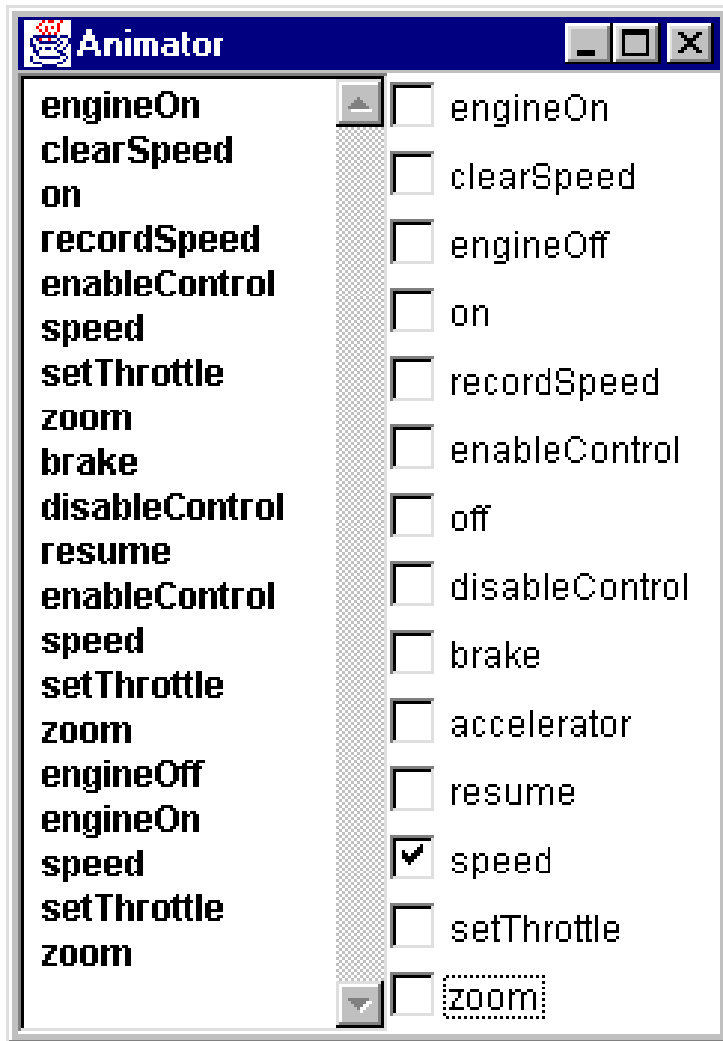 Animator
engineOn
clearSpeed
on
recordSpeed
enableControl
speed
setThrottle
zoom
brake
disableControl
resume
enableControl
speed
setThrottle
zoom
engineOff
engineOn
speed
setThrottle
zoom
engineOn
clearSpeed
engineOff
on
recordSpeed
enableControl
off
disableControl
brake
accelerator
resume
speed
setThrottle
zoom